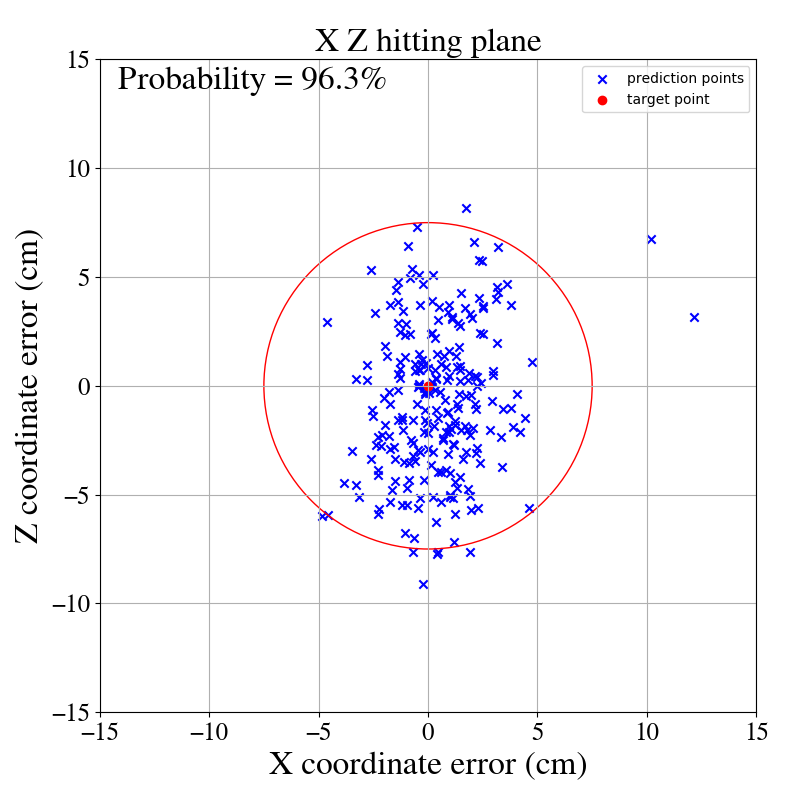 X Z hitting plane
Probability = 96.3%
prediction points
target point
15
10
5
0
−5
−10
−15
Z coordinate error (cm)
−15 −10 −5 0 5 10 15
X coordinate error (cm)